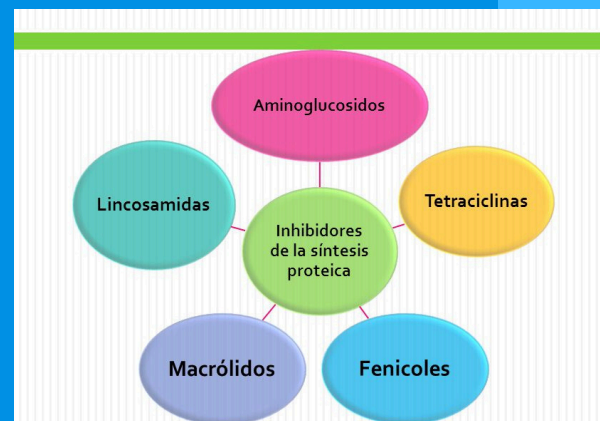 Aminoglucosidos
Lincosamidas
Tetraciclinas
Inhibidores
de la síntesis
proteica
Macrólidos
Fenicoles